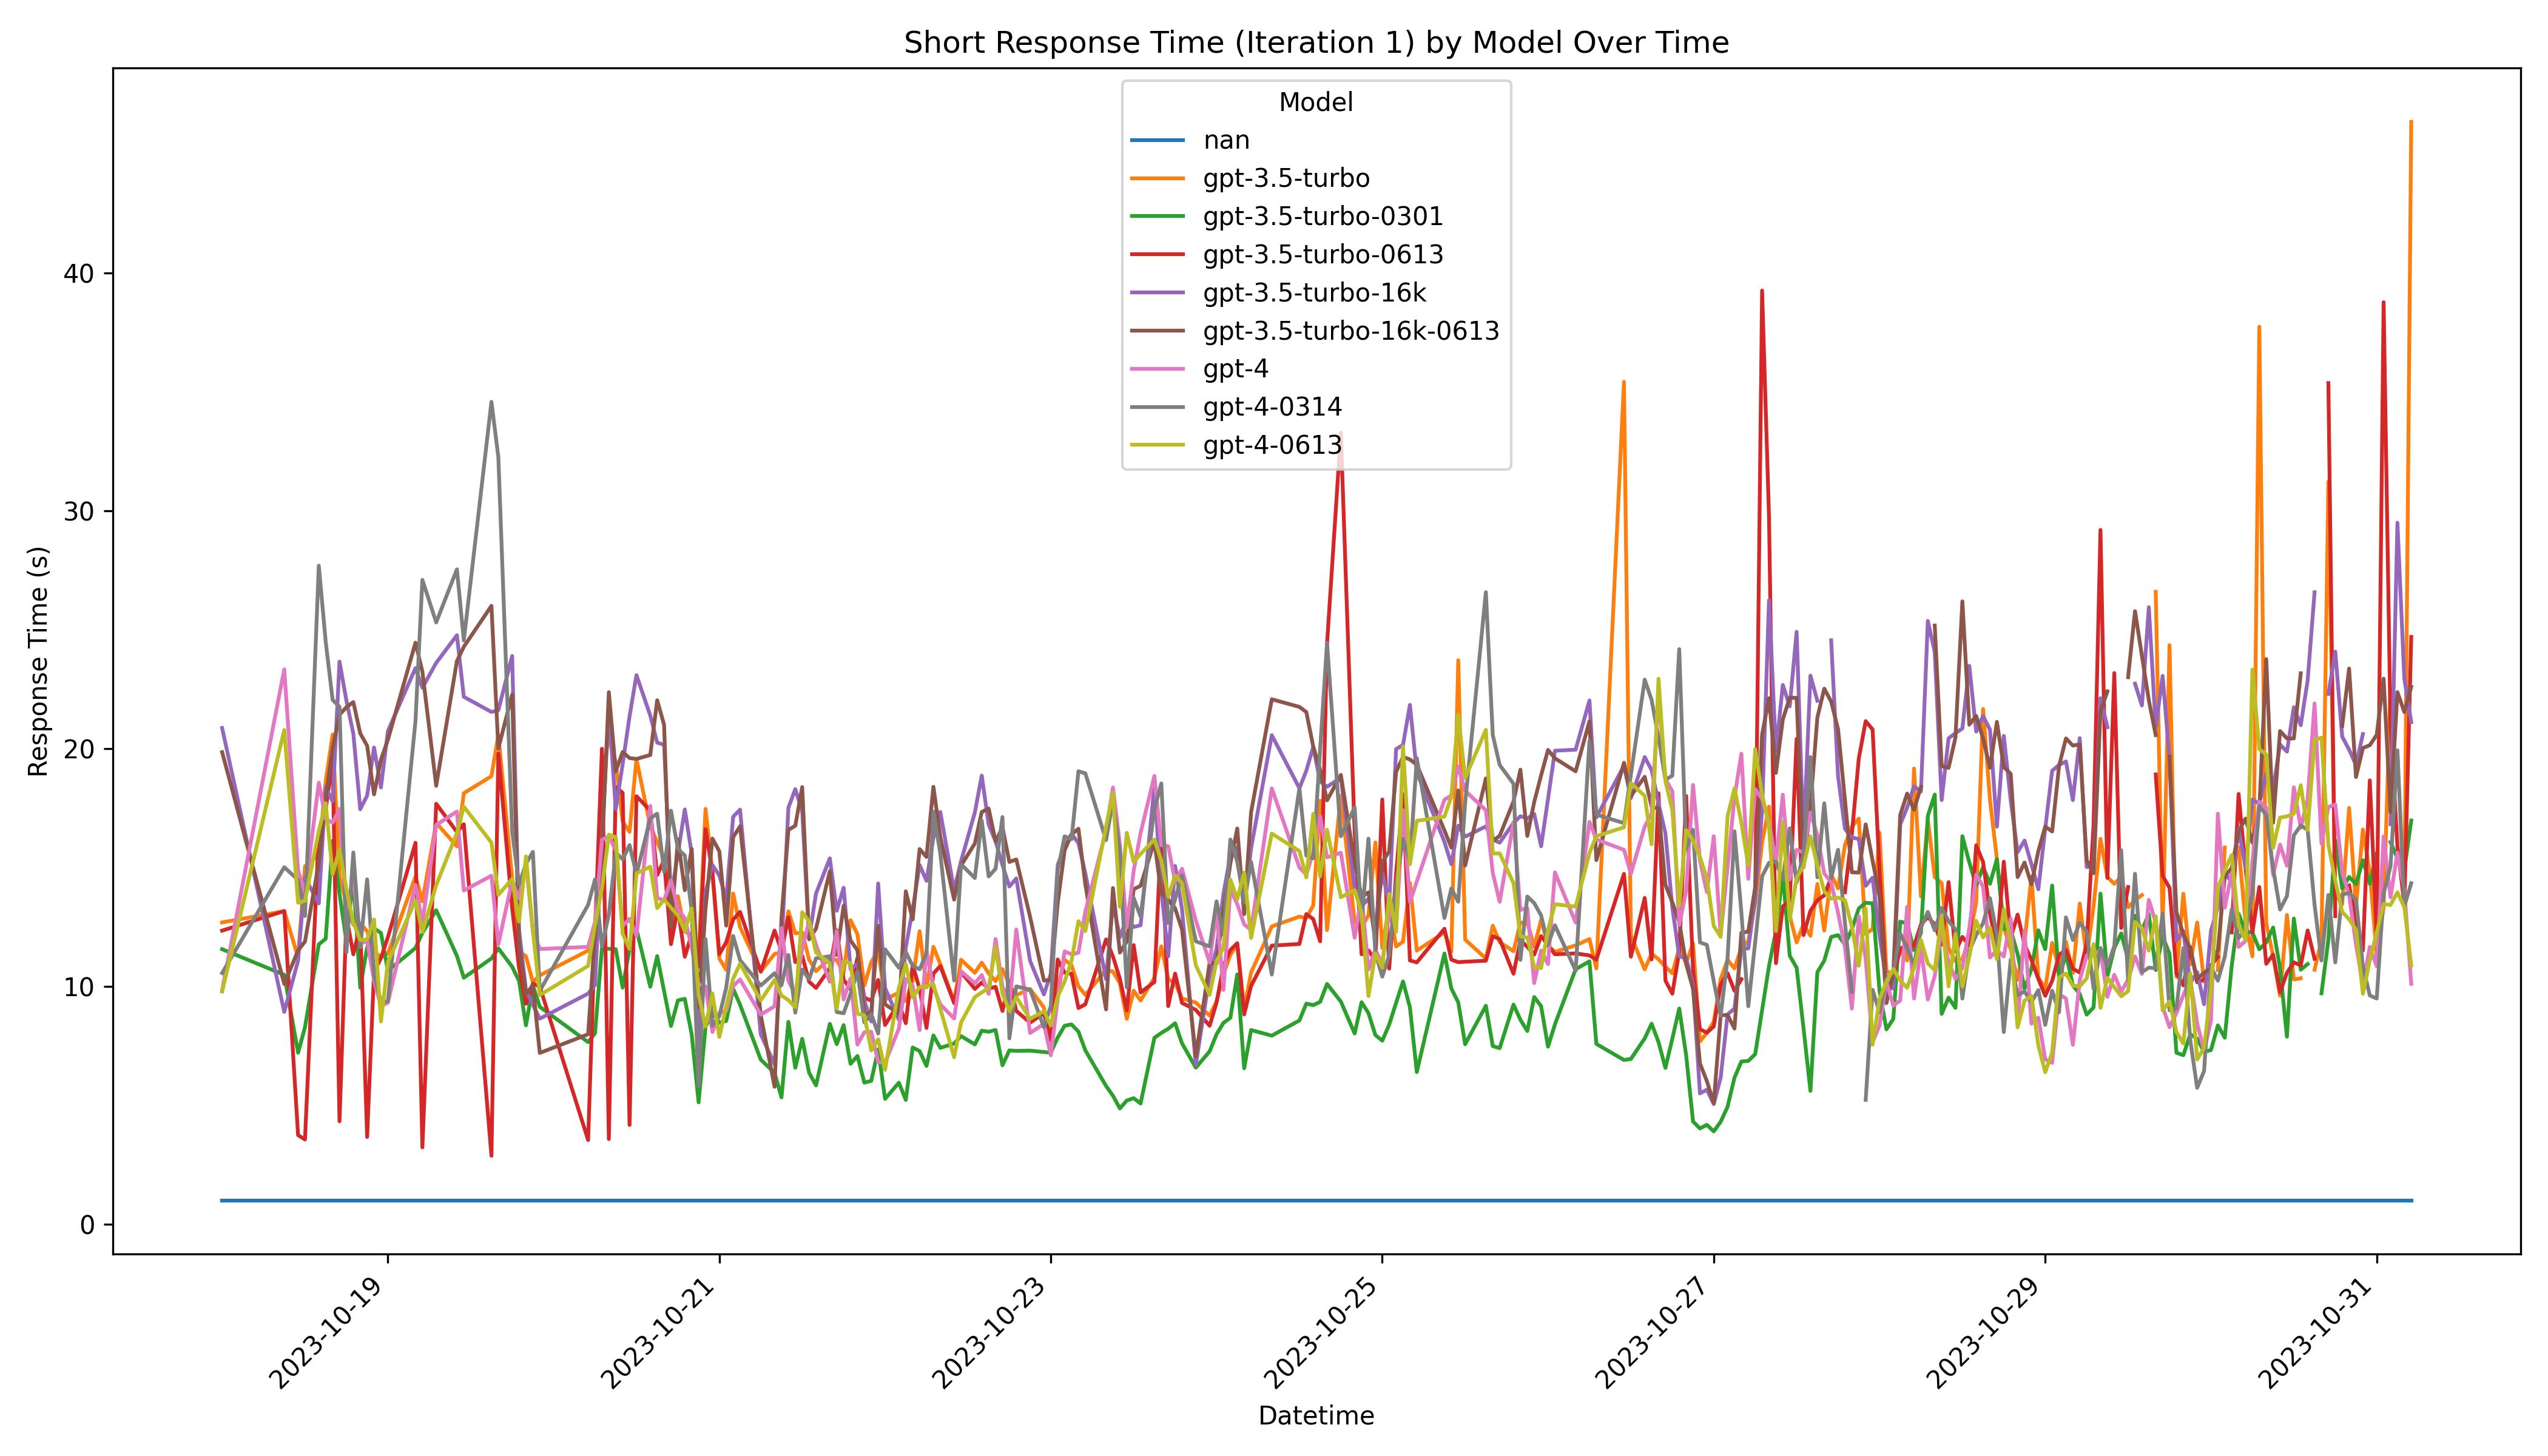 Short Response Time (Iteration 1) by Model Over Time
Model
nan
gpt-3.5-turbo
gpt-3.5-turbo-0301
gpt-3.5-turbo-0613
gpt-3.5-turbo-16k
gpt-3.5-turbo-16k-0613
gpt-4
gpt-4-0314
gpt-4-0613
Response Time (s)
40
30
20
10
0
2023-10-19
2023-10-21
2023-10-23
2023-10-25
2023-10-27
2023-10-29
2023-10-31
Datetime